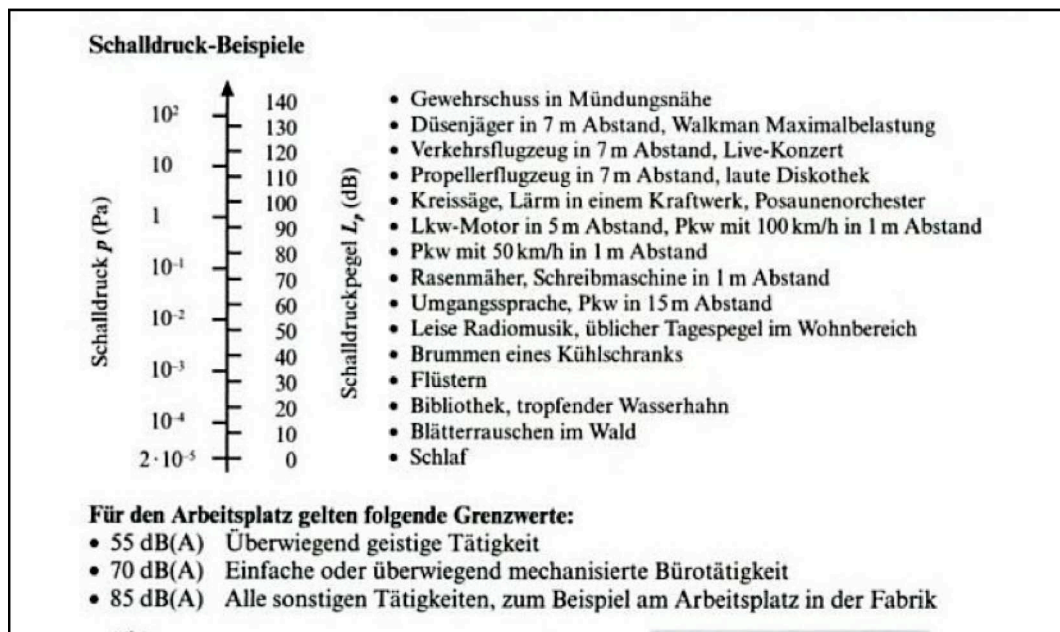 Schalldruck-Beispiele
Schalldruck p (Pa)
10²
10
1
10⁻¹
10⁻²
10⁻³
10⁻⁴
2 · 10⁻⁵
Schalldruckpegel Lₚ (dB)
140 • Gewehrschuss in Mündungsnähe
130 • Düsenjäger in 7 m Abstand, Walkman Maximalbelastung
120 • Verkehrsflugzeug in 7 m Abstand, Live-Konzert
110 • Propellerflugzeug in 7 m Abstand, laute Diskothek
100 • Kreissäge, Lärm in einem Kraftwerk, Posaunenorchester
90 • Lkw-Motor in 5 m Abstand, Pkw mit 100 km/h in 1 m Abstand
80 • Pkw mit 50 km/h in 1 m Abstand
70 • Rasenmäher, Schreibmaschine in 1 m Abstand
60 • Umgangssprache, Pkw in 15 m Abstand
50 • Leise Radiomusik, üblicher Tagespegel im Wohnbereich
40 • Brummen eines Kühlschranks
30 • Flüstern
20 • Bibliothek, tropfender Wasserhahn
10 • Blätterrauschen im Wald
0 • Schlaf
Für den Arbeitsplatz gelten folgende Grenzwerte:
• 55 dB(A) Überwiegend geistige Tätigkeit
• 70 dB(A) Einfache oder überwiegend mechanisierte Bürotätigkeit
• 85 dB(A) Alle sonstigen Tätigkeiten, zum Beispiel am Arbeitsplatz in der Fabrik